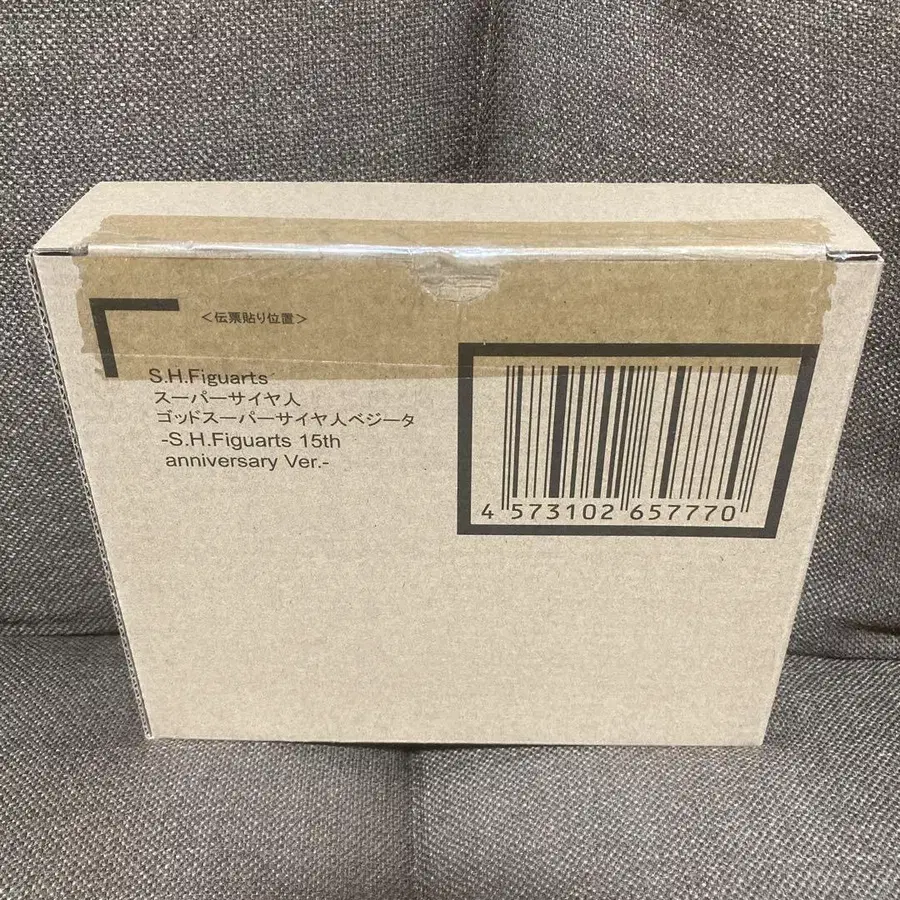 <伝票貼り位置>
S.H.Figuarts
スーパーサイヤ人
ゴッドスーパーサイヤ人ベジータ
-S.H.Figuarts 15th
anniversary Ver.-
4 573102 657770